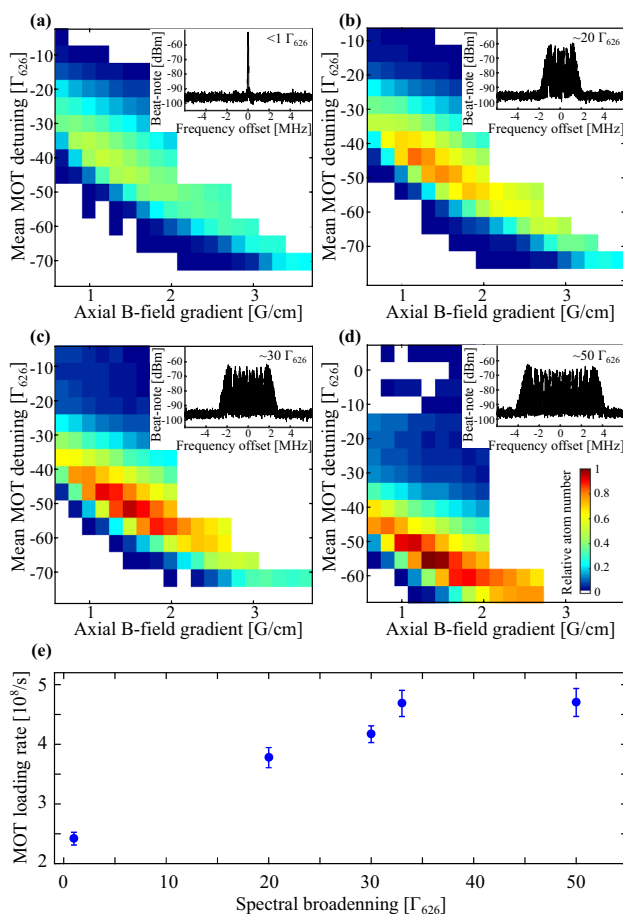 (a)
<1 Γ626
Beat-note [dBm]
-60
-70
-80
-90
-100
-4 -2 0 2 4
Frequency offset [MHz]
Mean MOT detuning [Γ626]
-10
-20
-30
-40
-50
-60
-70
1 2 3
Axial B-field gradient [G/cm]
(b)
~20 Γ626
Beat-note [dBm]
-60
-70
-80
-90
-100
-4 -2 0 2 4
Frequency offset [MHz]
Mean MOT detuning [Γ626]
-10
-20
-30
-40
-50
-60
-70
1 2 3
Axial B-field gradient [G/cm]
(c)
~30 Γ626
Beat-note [dBm]
-60
-70
-80
-90
-100
-4 -2 0 2 4
Frequency offset [MHz]
Mean MOT detuning [Γ626]
-10
-20
-30
-40
-50
-60
-70
1 2 3
Axial B-field gradient [G/cm]
(d)
~50 Γ626
Beat-note [dBm]
-60
-70
-80
-90
-100
-4 -2 0 2 4
Frequency offset [MHz]
Mean MOT detuning [Γ626]
0
-10
-20
-30
-40
-50
-60
1 2 3
Axial B-field gradient [G/cm]
1
0.8
0.6
0.4
0.2
0
Relative atom number
(e)
MOT loading rate [10⁸/s]
5
4
3
2
0 10 20 30 40 50
Spectral broadenning [Γ626]